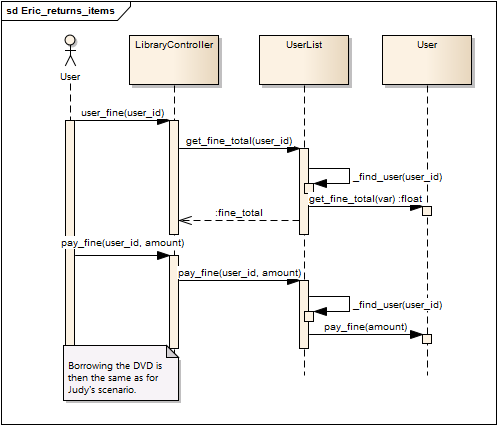 sd Eric_returns_items
LibraryController
UserList
User
User
user_fine(user_id)
get_fine_total(user_id)
_find_user(user_id)
get_fine_total(var) :float
:fine_total
pay_fine(user_id, amount)
pay_fine(user_id, amount)
_find_user(user_id)
pay_fine(amount)
Borrowing the DVD is
then the same as for
Judy's scenario.